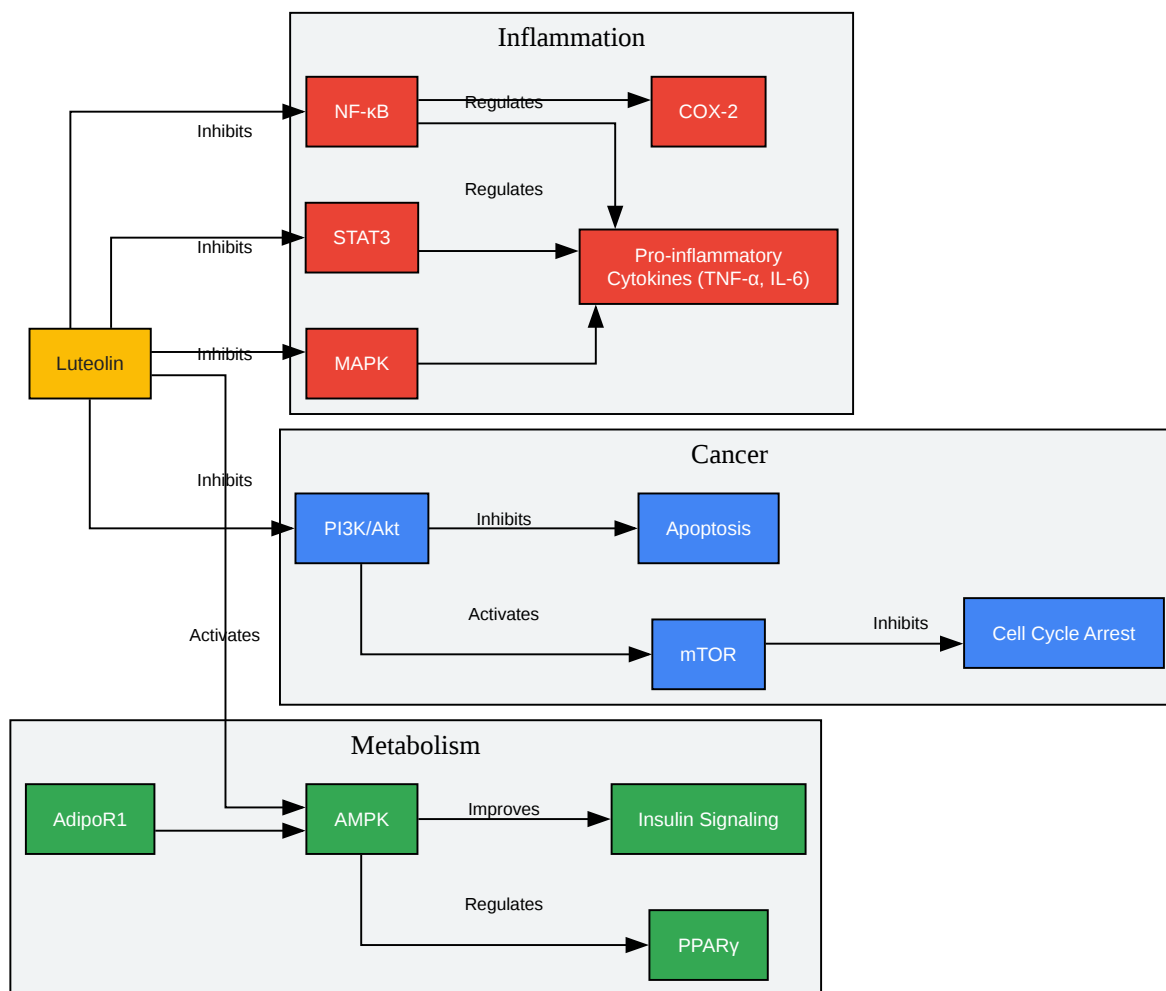 Inflammation
NF-κB
Regulates
COX-2
Inhibits
Regulates
STAT3
Inhibits
Pro-inflammatory
Cytokines (TNF-α, IL-6)
Luteolin
Inhibits
MAPK
Cancer
Inhibits
PI3K/Akt
Inhibits
Apoptosis
Activates
Activates
mTOR
Inhibits
Cell Cycle Arrest
Metabolism
AdipoR1
AMPK
Improves
Insulin Signaling
Regulates
PPARγ